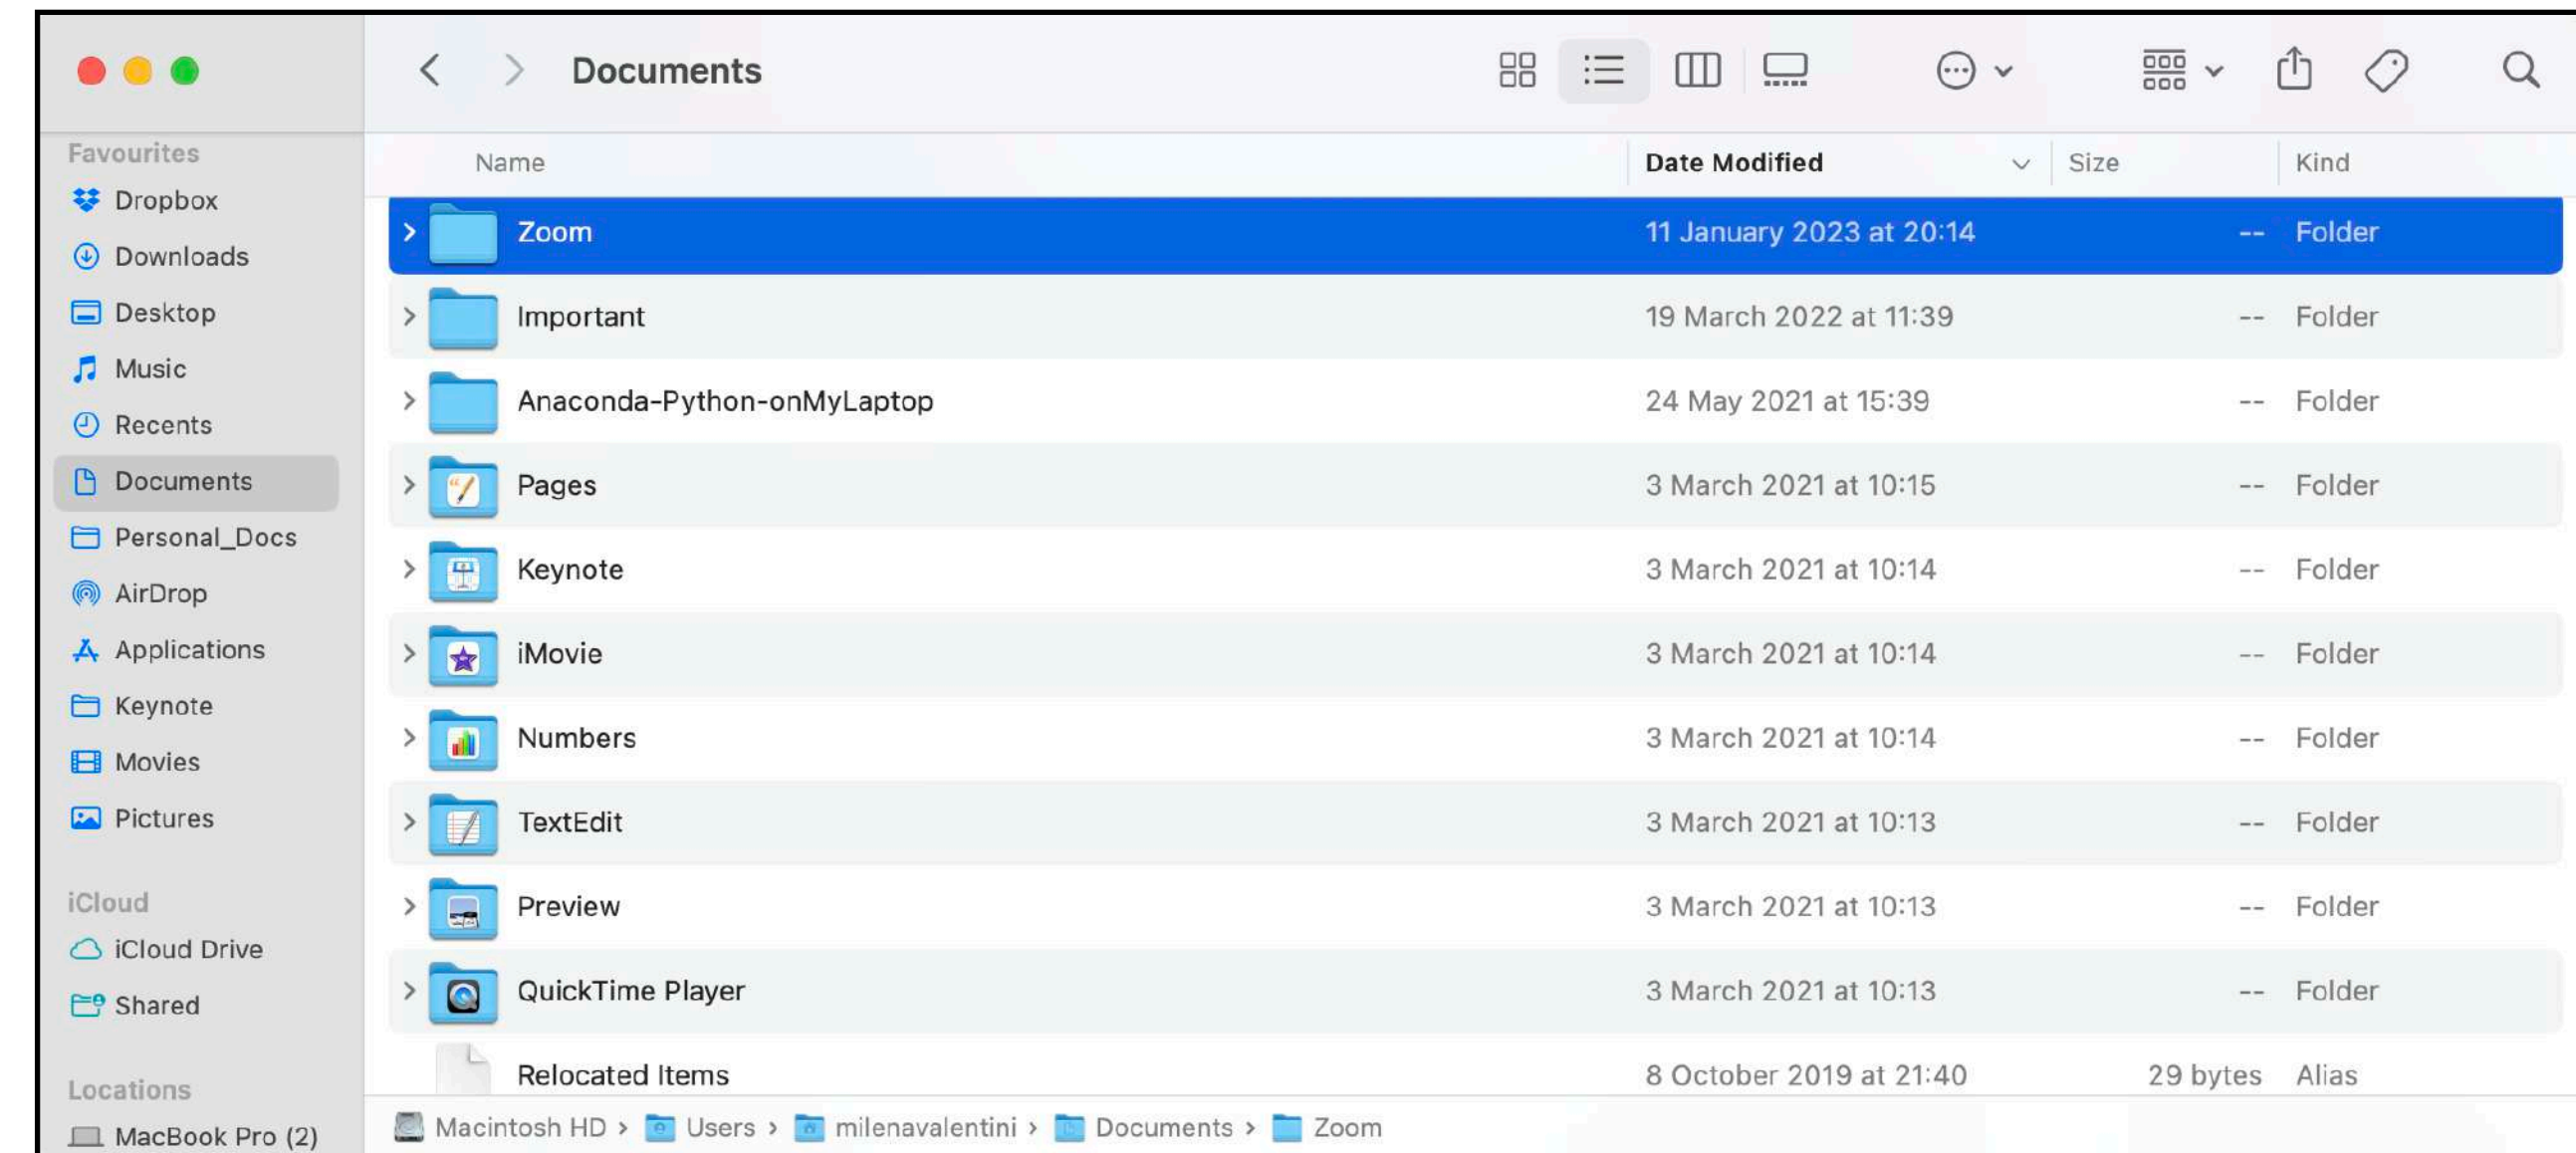 Documents
Favourites
Dropbox
Downloads
Desktop
Music
Recents
Documents
Personal_Docs
AirDrop
Applications
Keynote
Movies
Pictures
iCloud
iCloud Drive
Shared
Locations
MacBook Pro (2)
Name Date Modified Size Kind
Zoom 11 January 2023 at 20:14 -- Folder
Important 19 March 2022 at 11:39 -- Folder
Anaconda-Python-onMyLaptop 24 May 2021 at 15:39 -- Folder
Pages 3 March 2021 at 10:15 -- Folder
Keynote 3 March 2021 at 10:14 -- Folder
iMovie 3 March 2021 at 10:14 -- Folder
Numbers 3 March 2021 at 10:14 -- Folder
TextEdit 3 March 2021 at 10:13 -- Folder
Preview 3 March 2021 at 10:13 -- Folder
QuickTime Player 3 March 2021 at 10:13 -- Folder
Relocated Items 8 October 2019 at 21:40 29 bytes Alias
Macintosh HD › Users › milenavalentini › Documents › Zoom